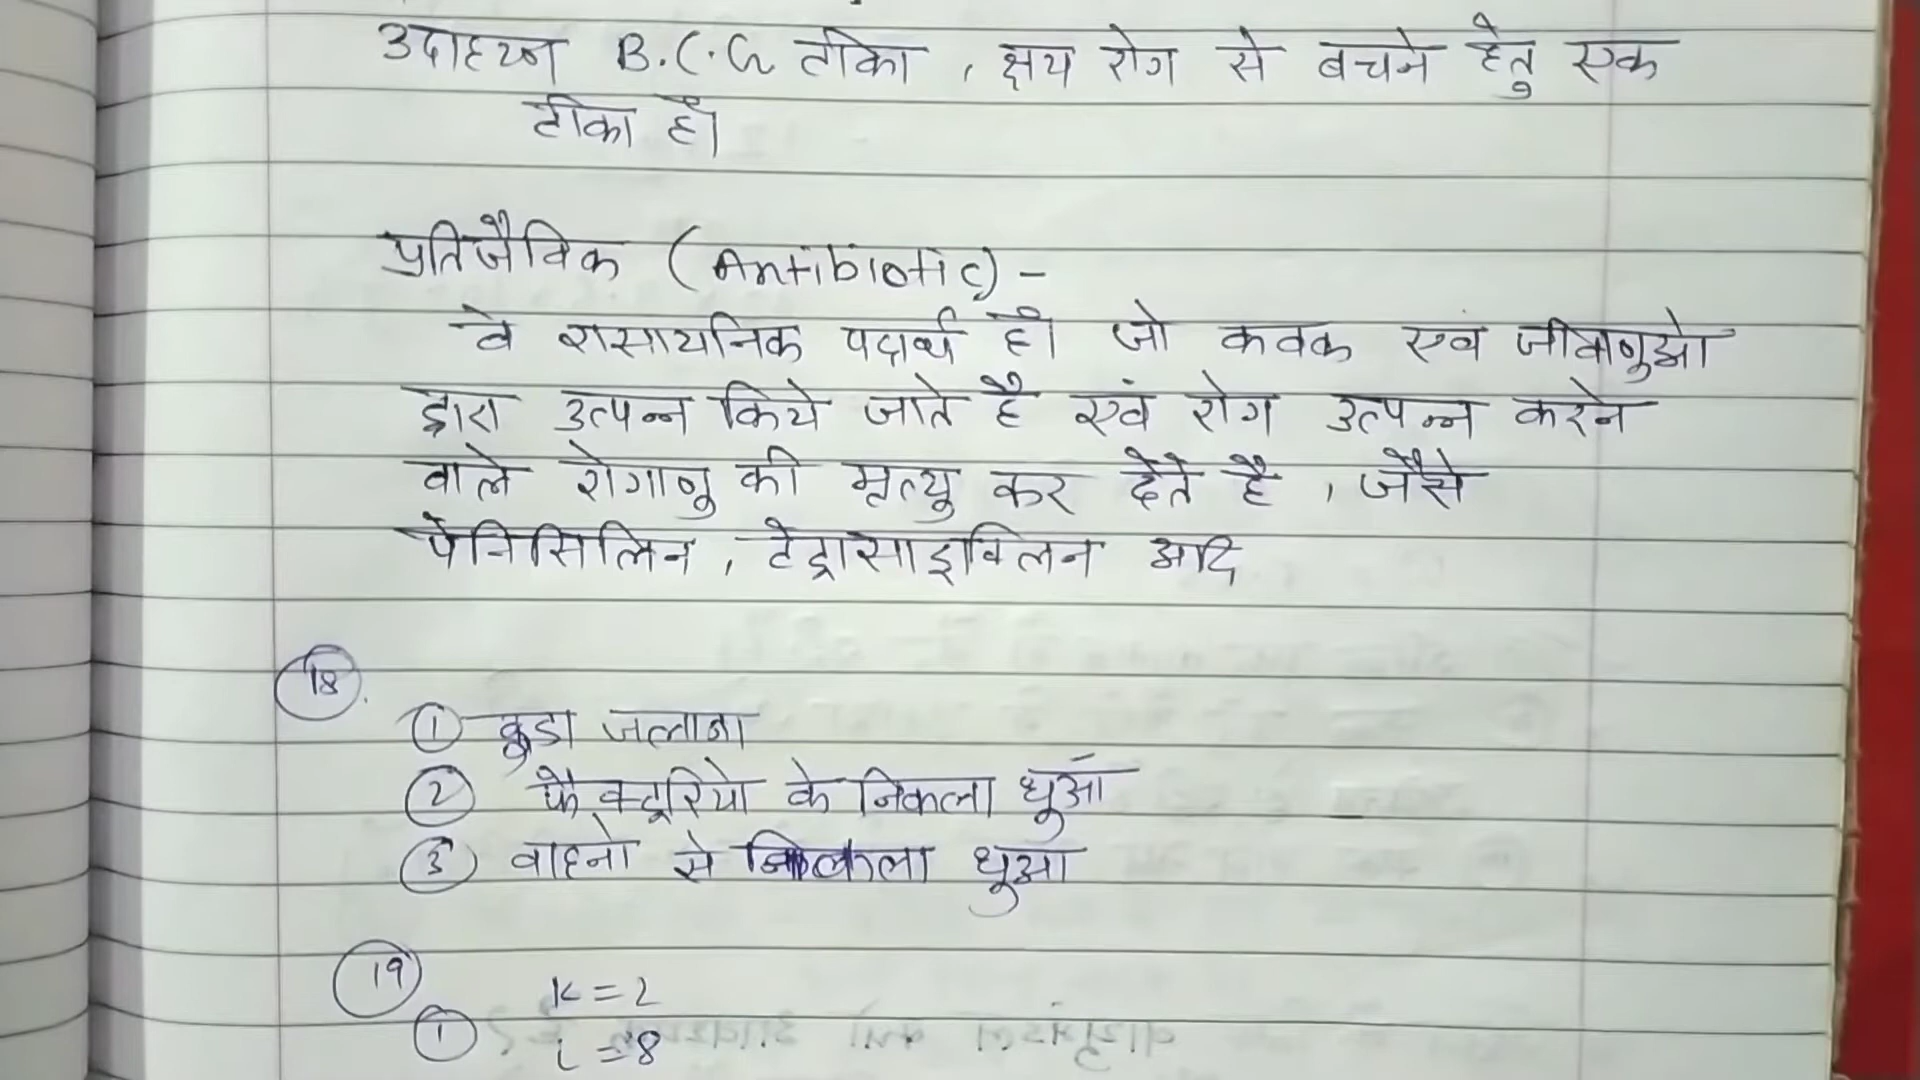 उदाहरण B.C.G टीका, क्षय रोग से बचने हेतु एक
टीका है।
प्रतिजैविक (Antibiotic) -
वे रासायनिक पदार्थ है। जो कवक एवं जीवाणुओ
द्वारा उत्पन्न किये जाते है एवं रोग उत्पन्न करने
वाले रोगाणु की मृत्यु कर देते है, जैसे
पेनिसिलिन, टेट्रासाइक्लिन आदि
18.
① कुडा जलाना
② फैक्ट्रियो के निकला धुआँ
③ वाहनो से निकला धुआ
19
① K = 2
L = 8